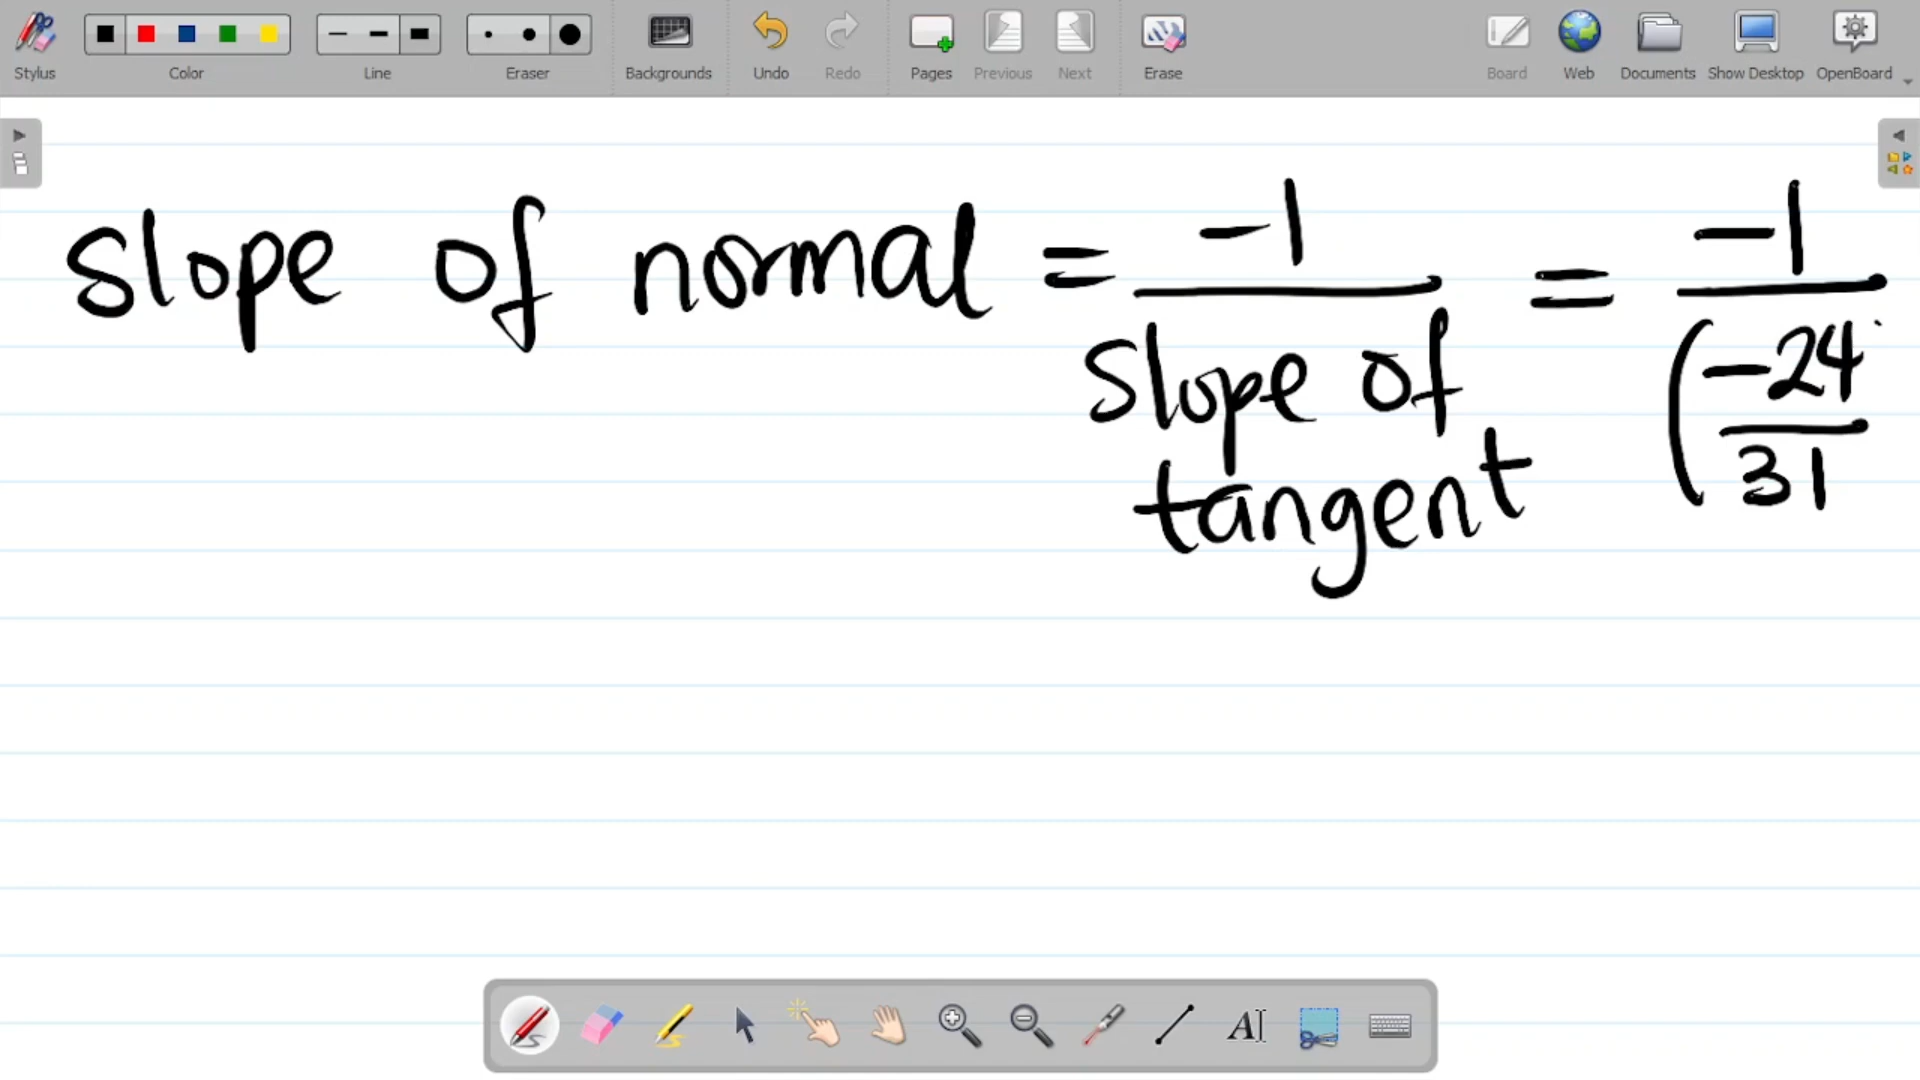 Stylus Color Line Eraser Backgrounds Undo Redo Pages Previous Next Erase Board Web Documents Show Desktop OpenBoard
slope of normal = -1 / slope of tangent = -1 / (-24 / 31